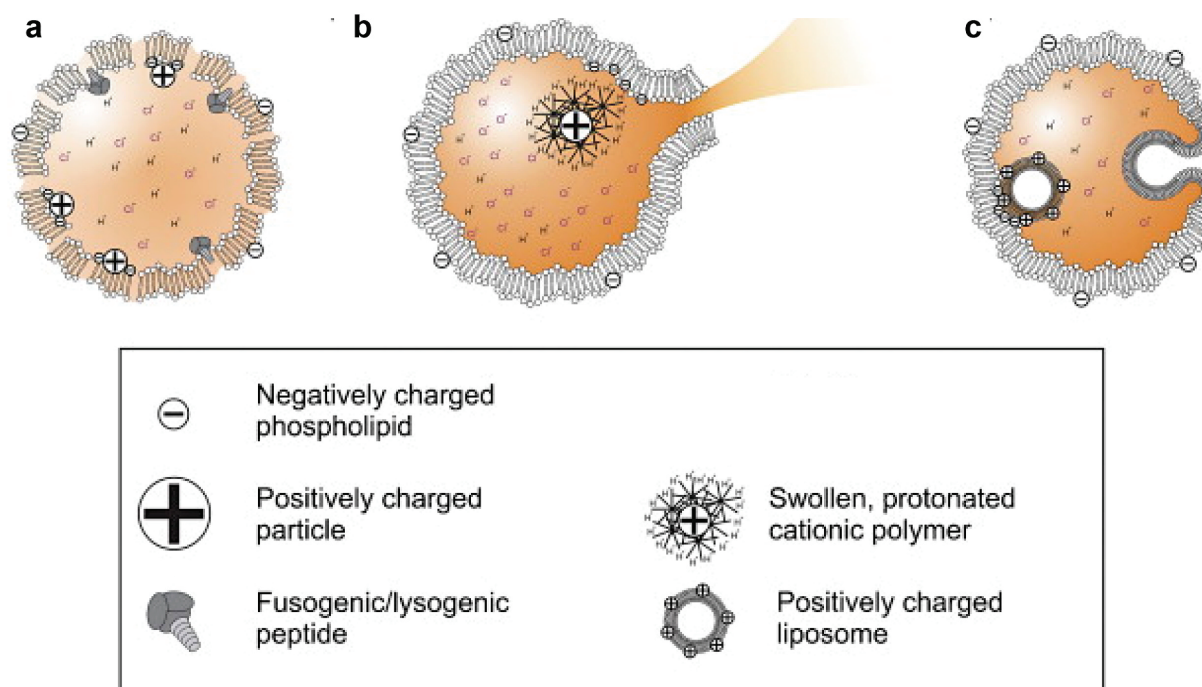 a
b
c
Negatively charged
phospholipid
Positively charged
particle
Fusogenic/lysogenic
peptide
Swollen, protonated
cationic polymer
Positively charged
liposome